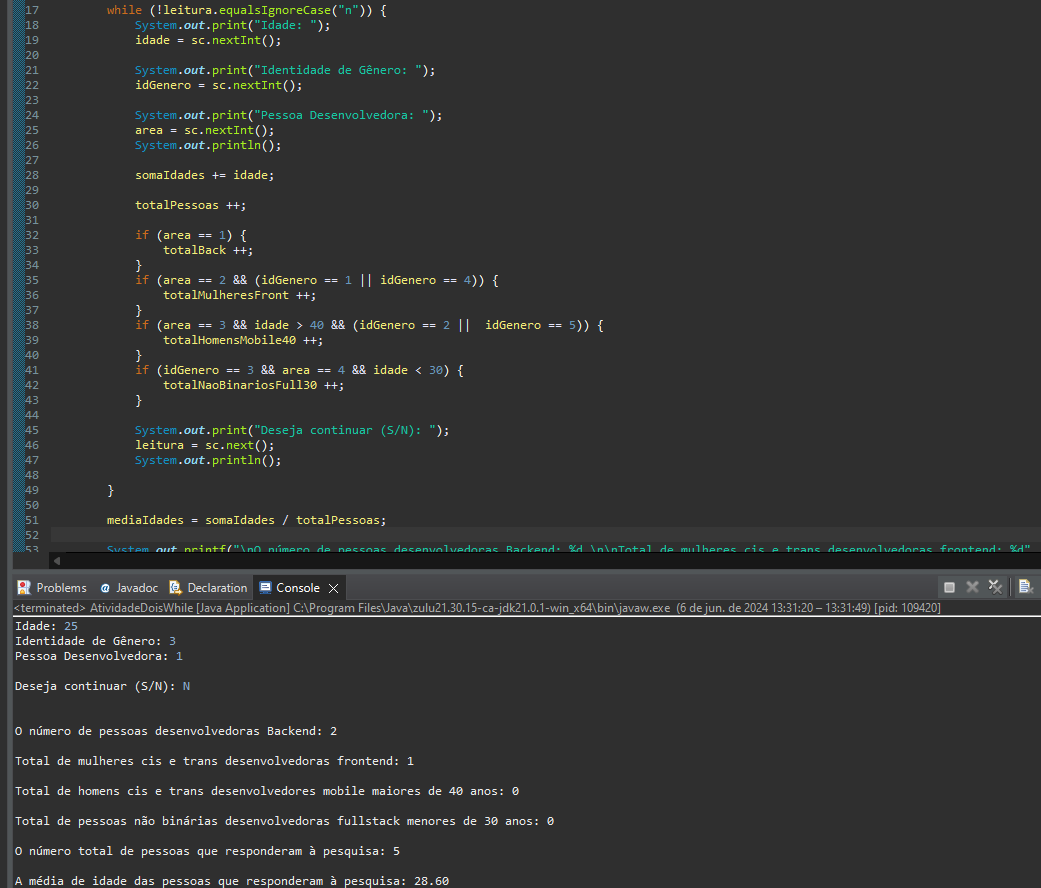 17 while (!leitura.equalsIgnoreCase("n")) {
18 System.out.print("Idade: ");
19 idade = sc.nextInt();
20
21 System.out.print("Identidade de Gênero: ");
22 idGenero = sc.nextInt();
23
24 System.out.print("Pessoa Desenvolvedora: ");
25 area = sc.nextInt();
26 System.out.println();
27
28 somaIdades += idade;
29
30 totalPessoas ++;
31
32 if (area == 1) {
33 totalBack ++;
34 }
35 if (area == 2 && (idGenero == 1 || idGenero == 4)) {
36 totalMulheresFront ++;
37 }
38 if (area == 3 && idade > 40 && (idGenero == 2 ||  idGenero == 5)) {
39 totalHomensMobile40 ++;
40 }
41 if (idGenero == 3 && area == 4 && idade < 30) {
42 totalNaoBinariosFull30 ++;
43 }
44
45 System.out.print("Deseja continuar (S/N): ");
46 leitura = sc.next();
47 System.out.println();
48
49 }
50
51 mediaIdades = somaIdades / totalPessoas;
52
53 System.out.printf("\nO número de pessoas desenvolvedoras Backend: %d \n\nTotal de mulheres cis e trans desenvolvedoras frontend: %d"
Problems Javadoc Declaration Console
<terminated> AtividadeDoisWhile [Java Application] C:\Program Files\Java\zulu21.30.15-ca-jdk21.0.1-win_x64\bin\javaw.exe (6 de jun. de 2024 13:31:20 – 13:31:49) [pid: 109420]
Idade: 25
Identidade de Gênero: 3
Pessoa Desenvolvedora: 1
Deseja continuar (S/N): N
O número de pessoas desenvolvedoras Backend: 2
Total de mulheres cis e trans desenvolvedoras frontend: 1
Total de homens cis e trans desenvolvedores mobile maiores de 40 anos: 0
Total de pessoas não binárias desenvolvedoras fullstack menores de 30 anos: 0
O número total de pessoas que responderam à pesquisa: 5
A média de idade das pessoas que responderam à pesquisa: 28.60